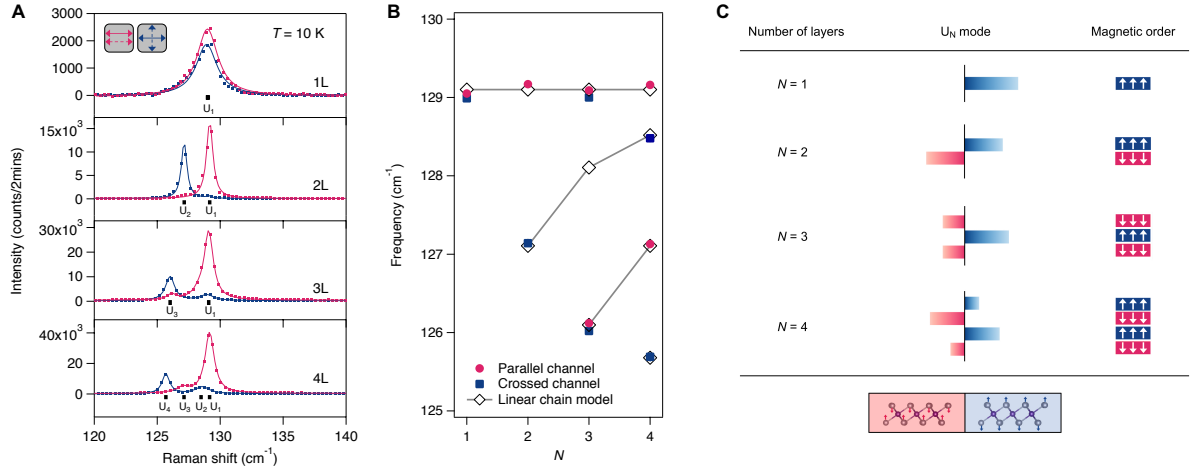 A
T = 10 K
3000
2000
1000
0
1L
U1
15x10³
10
5
0
2L
U2 U1
30x10³
20
10
0
3L
U3 U1
40x10³
20
0
4L
U4 U3 U2 U1
120 125 130 135 140
Raman shift (cm⁻¹)
Intensity (counts/2mins)
B
130
129
128
127
126
125
Frequency (cm⁻¹)
Parallel channel
Crossed channel
Linear chain model
1 2 3 4
N
C
Number of layers UN mode Magnetic order
N = 1
N = 2
N = 3
N = 4